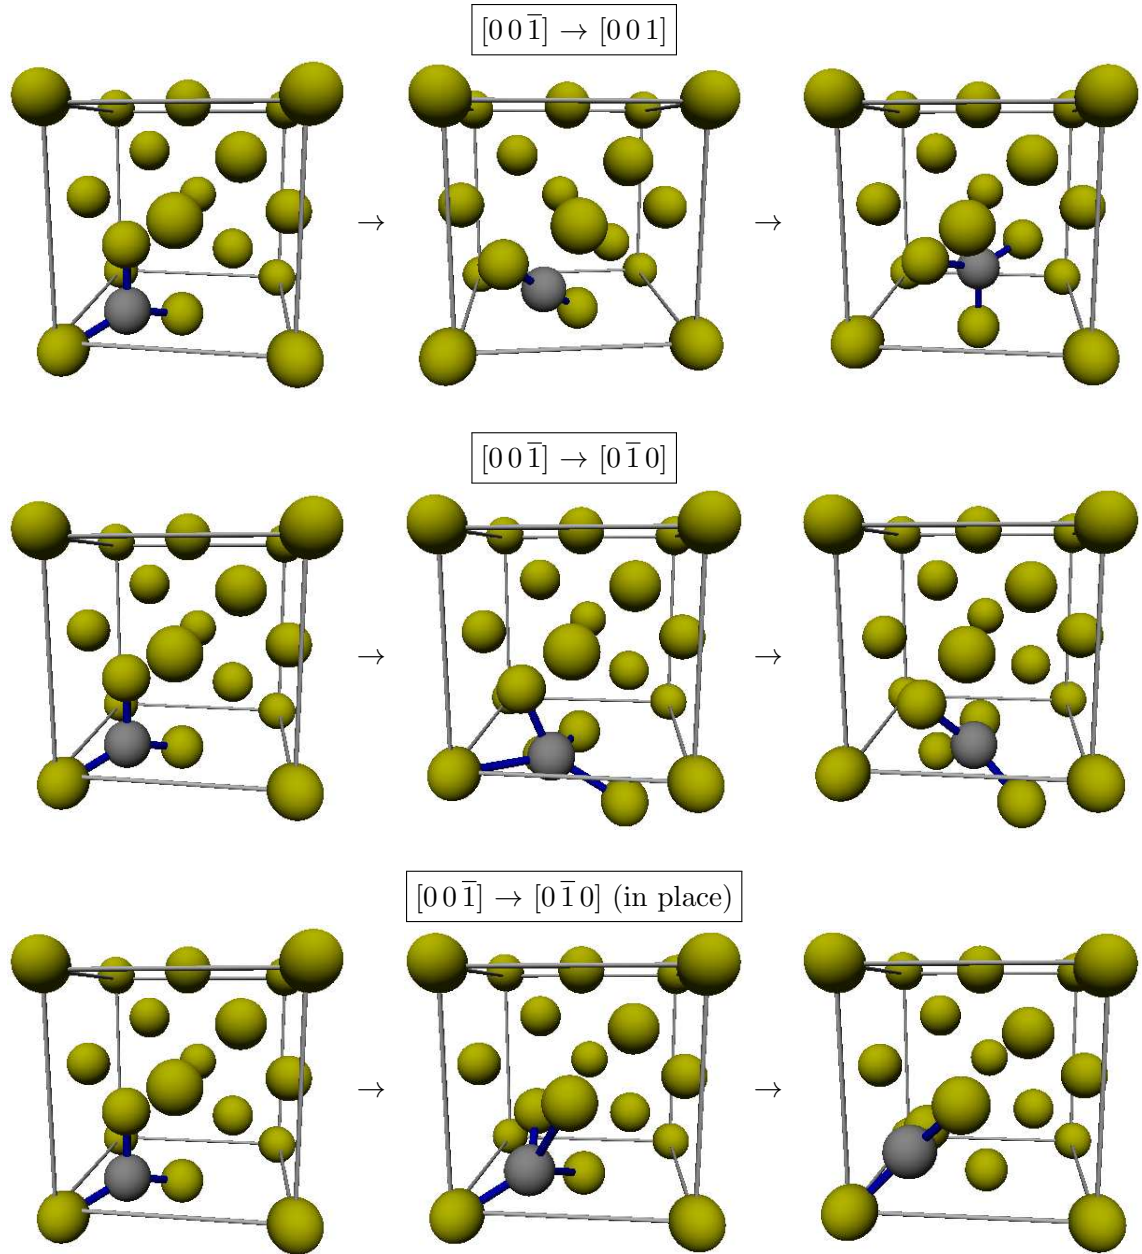 [0 0 1̅] → [0 0 1]
→ →
[0 0 1̅] → [0 1̅ 0]
→ →
[0 0 1̅] → [0 1̅ 0] (in place)
→ →